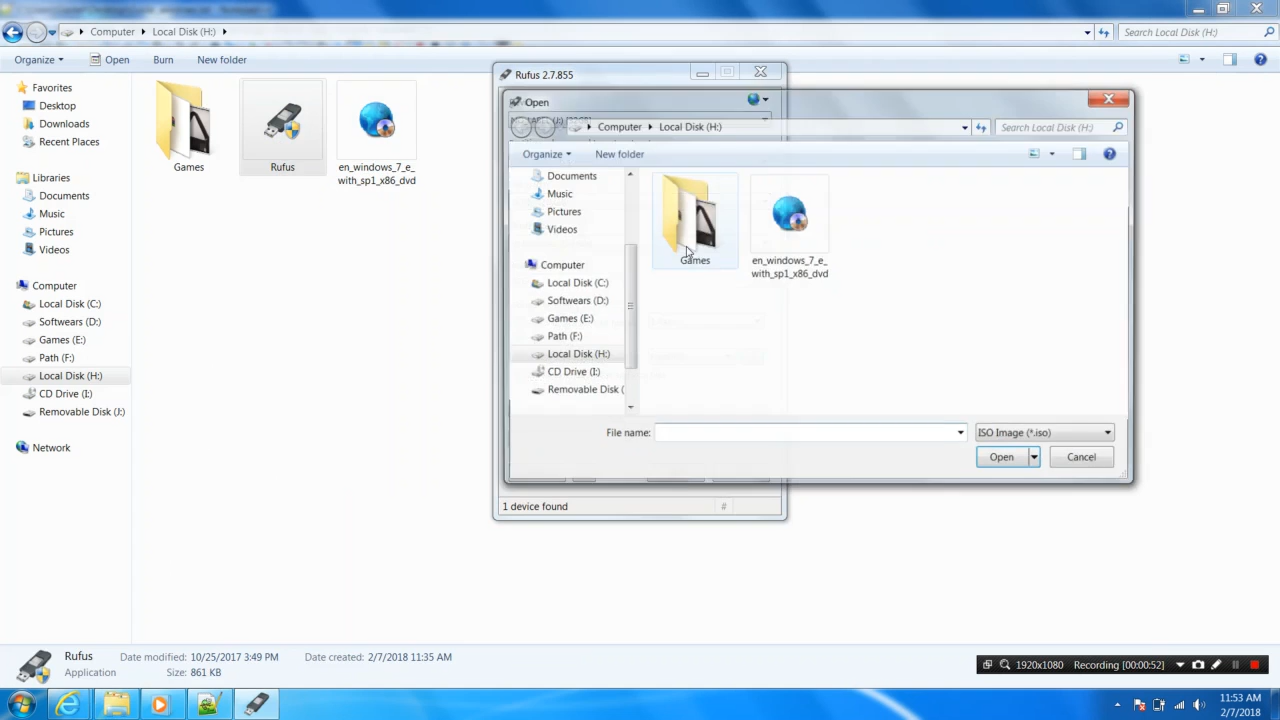 Computer
Local Disk (H:)
Search Local Disk (H:)
Organize
Open
Burn
New folder
Favorites
Desktop
Downloads
Recent Places
Libraries
Documents
Music
Pictures
Videos
Computer
Local Disk (C:)
Softwears (D:)
Games (E:)
Path (F:)
Local Disk (H:)
CD Drive (I:)
Removable Disk (J:)
Network
Games
Rufus
en_windows_7_e_
with_sp1_x86_dvd
Rufus 2.7.855
Open
Computer
Local Disk (H:)
Search Local Disk (H:)
Organize
New folder
Documents
Music
Pictures
Videos
Computer
Local Disk (C:)
Softwears (D:)
Games (E:)
Path (F:)
Local Disk (H:)
CD Drive (I:)
Removable Disk (
Games
en_windows_7_e_
with_sp1_x86_dvd
File name:
ISO Image (*.iso)
Open
Cancel
1 device found
#
Rufus
Date modified: 10/25/2017 3:49 PM
Date created: 2/7/2018 11:35 AM
Application
Size: 861 KB
1920x1080
Recording [00:00:52]
11:53 AM
2/7/2018